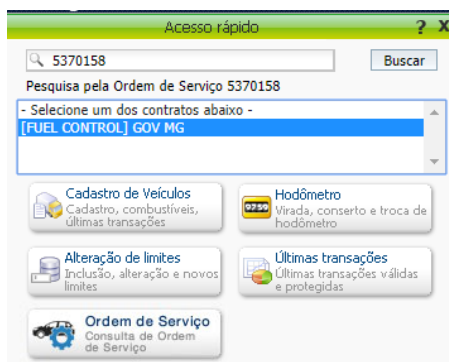 Acesso rápido ? X
5370158 Buscar
Pesquisa pela Ordem de Serviço 5370158
- Selecione um dos contratos abaixo -
[FUEL CONTROL] GOV MG
Cadastro de Veículos
Cadastro, combustíveis,
últimas transações
Hodômetro
Virada, conserto e troca de
hodômetro
Alteração de limites
Inclusão, alteração e novos
limites
Últimas transações
Últimas transações válidas
e protegidas
Ordem de Serviço
Consulta de Ordem
de Serviço